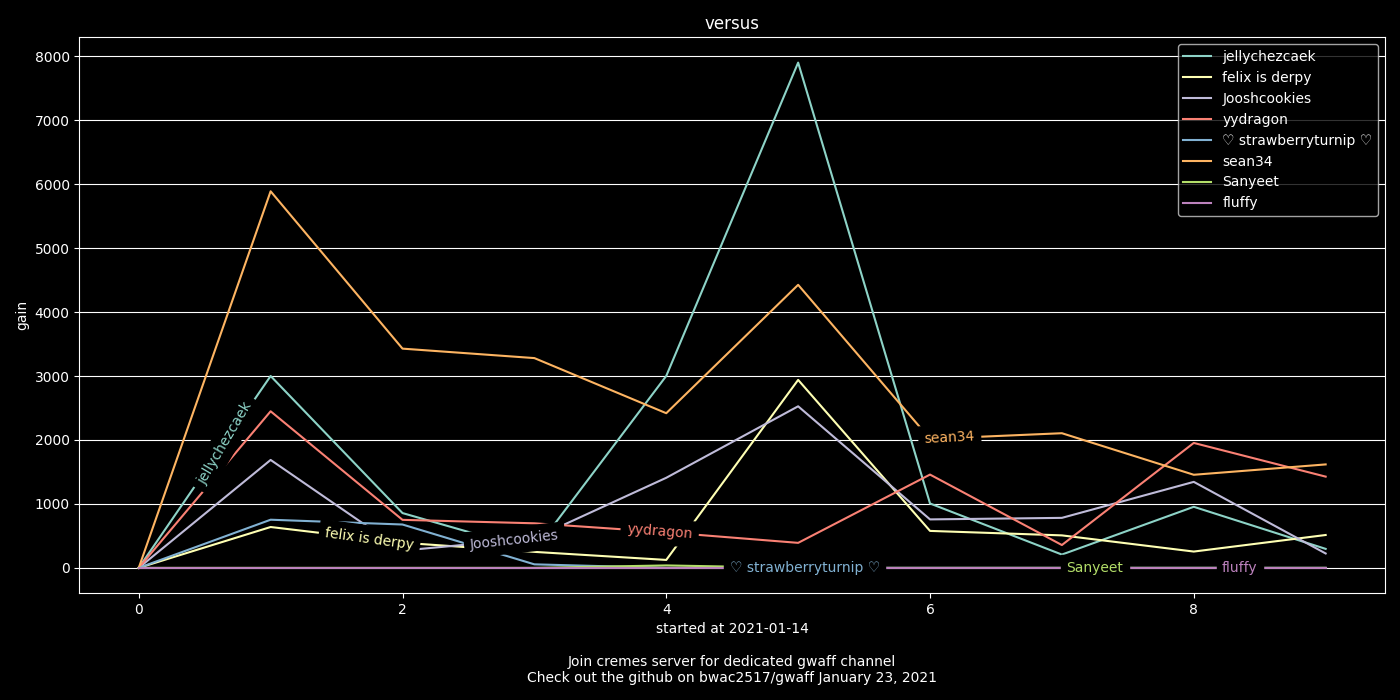 versus
8000
7000
6000
5000
4000
3000
2000
1000
0
gain
jellychezcaek
felix is derpy
Jooshcookies
yydragon
♡ strawberryturnip ♡
sean34
Sanyeet
fluffy
jellychezcaek
felix is derpy
Jooshcookies
yydragon
♡ strawberryturnip ♡
sean34
Sanyeet
fluffy
0 2 4 6 8
started at 2021-01-14
Join cremes server for dedicated gwaff channel
Check out the github on bwac2517/gwaff January 23, 2021